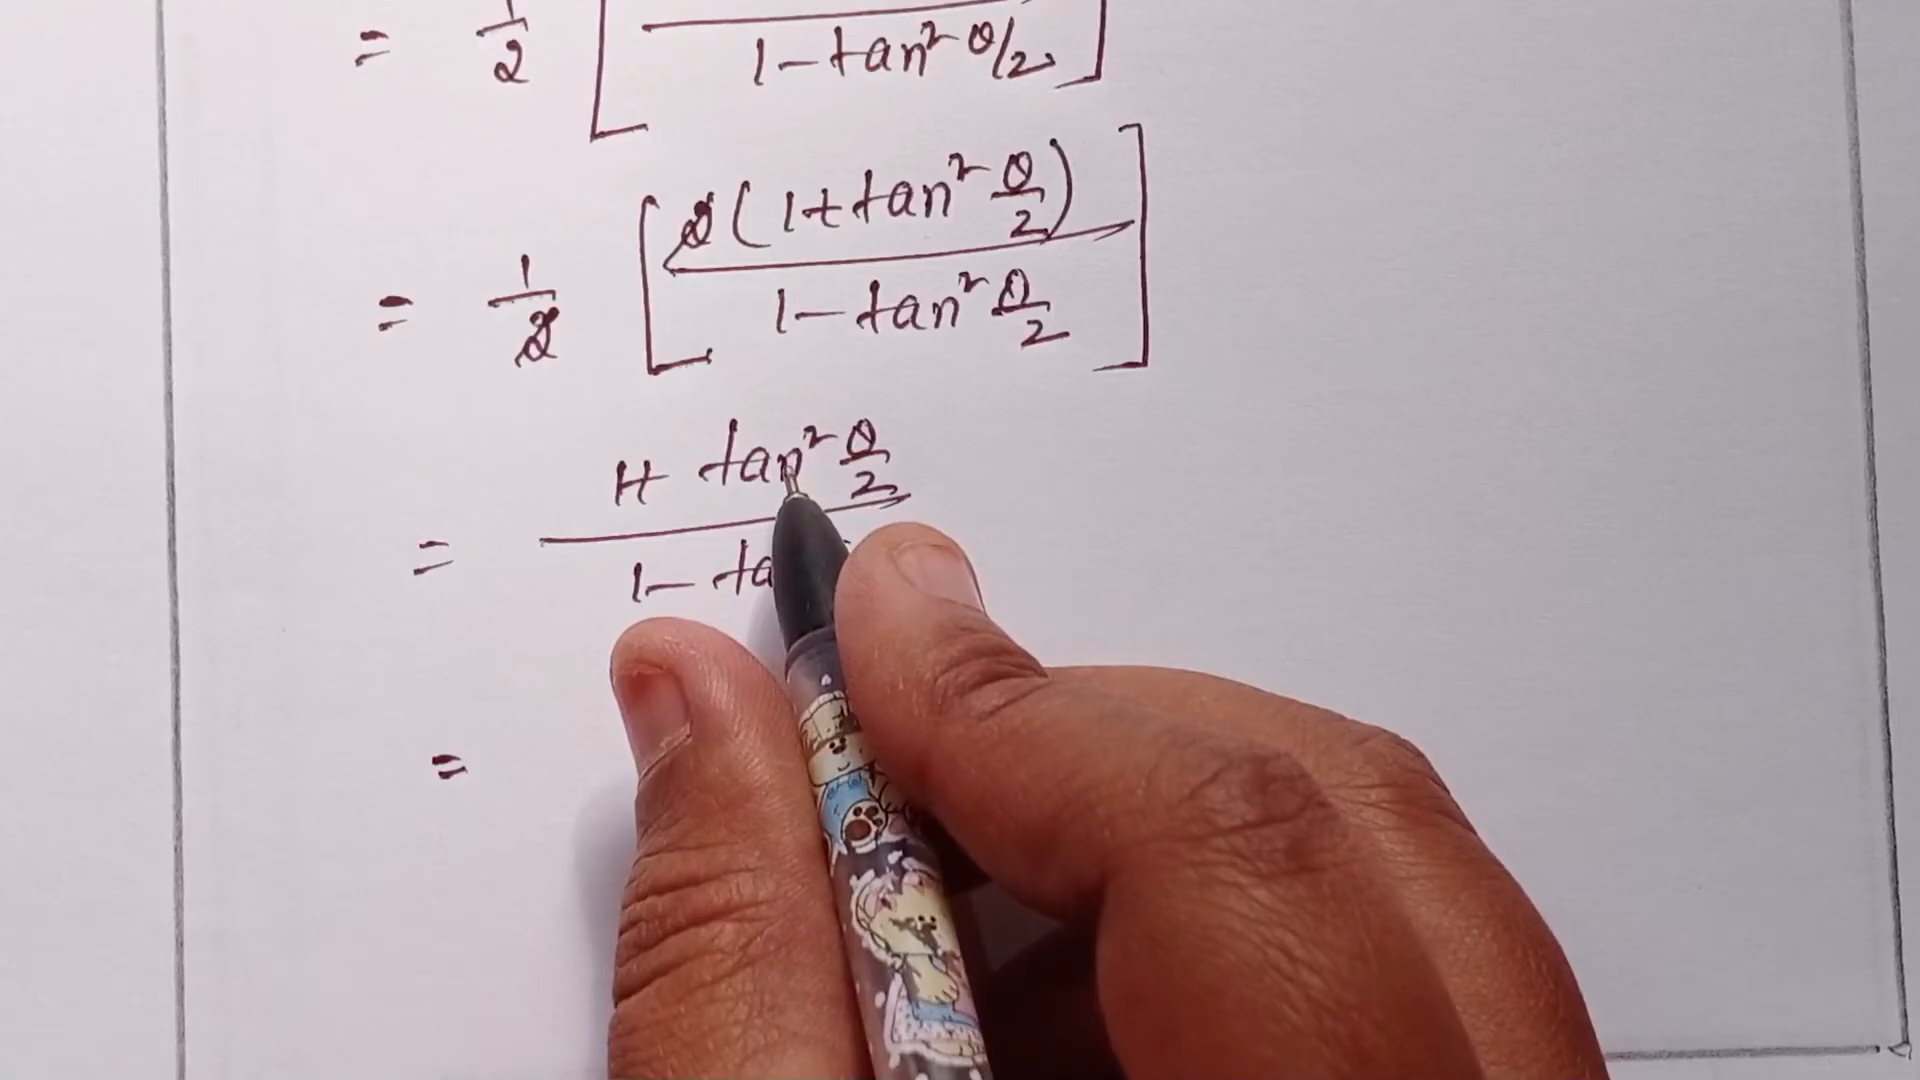 = 1/2 [ / 1 - tan² θ/2 ]
= 1/2 [ 2(1 + tan² θ/2) / 1 - tan² θ/2 ]
= 1+ tan² θ/2 / 1 - ta
=